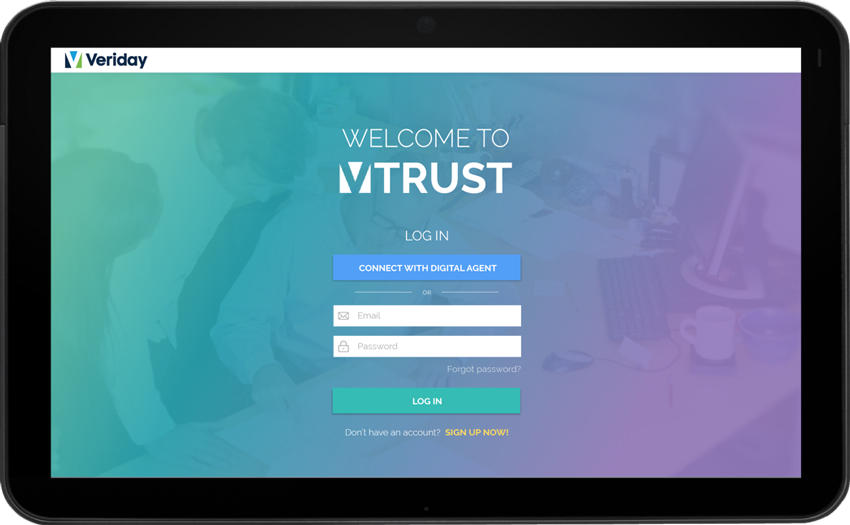 Veriday
WELCOME TO
VTRUST
LOG IN
CONNECT WITH DIGITAL AGENT
OR
Email
Password
Forgot password?
LOG IN
Don't have an account? SIGN UP NOW!